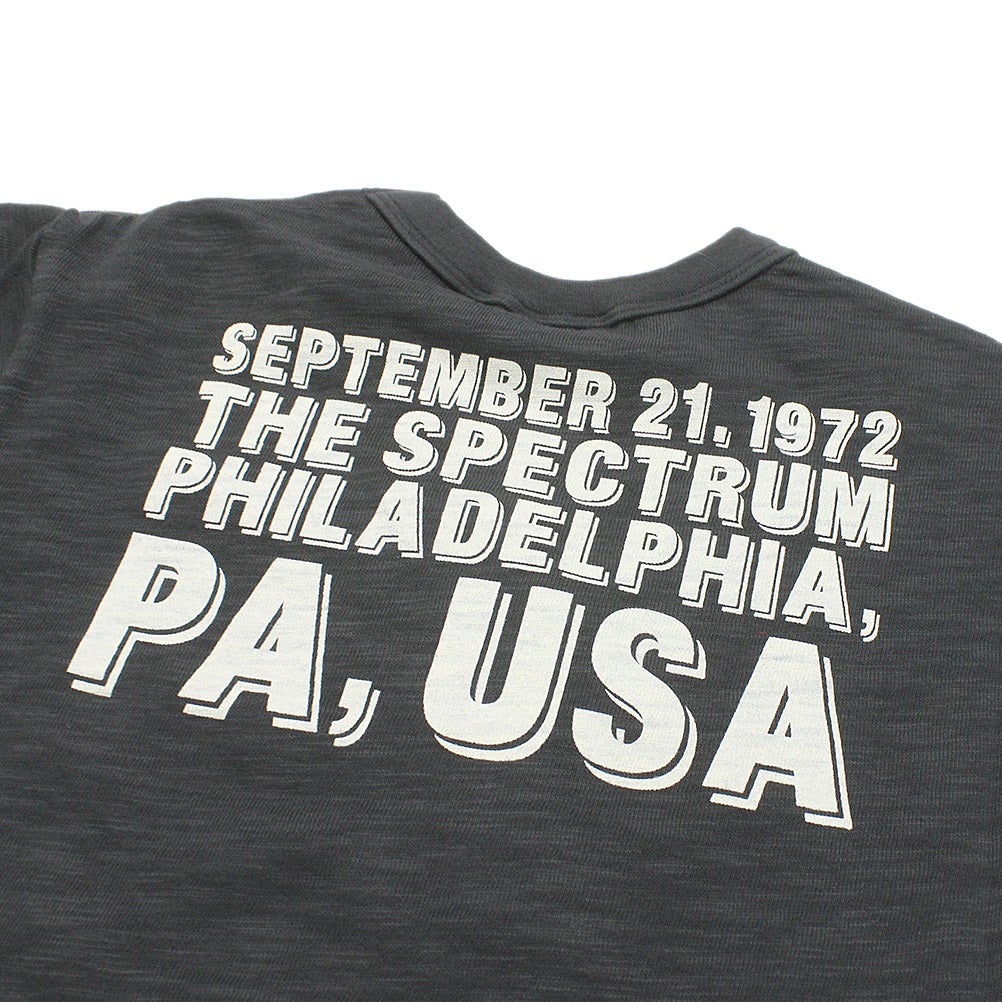 SEPTEMBER 21. 1972
THE SPECTRUM
PHILADELPHIA,
PA, USA